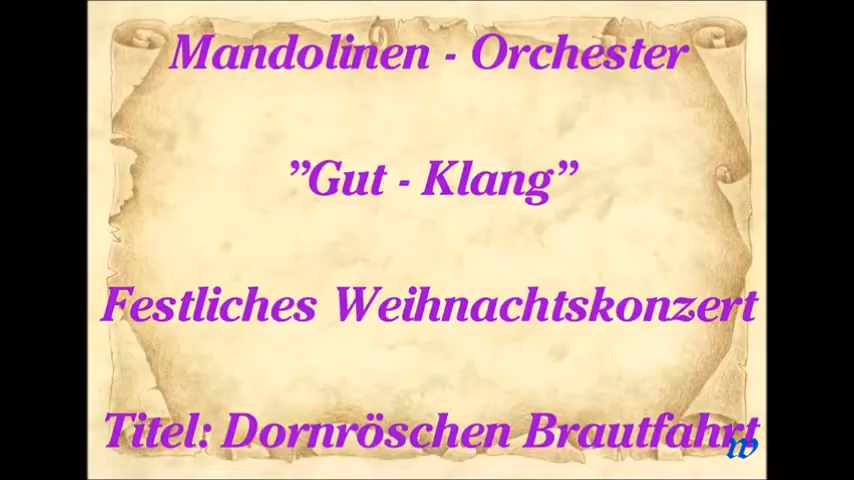 Mandolinen - Orchester
”Gut - Klang”
Festliches Weihnachtskonzert
Titel: Dornröschen Brautfahrt
w